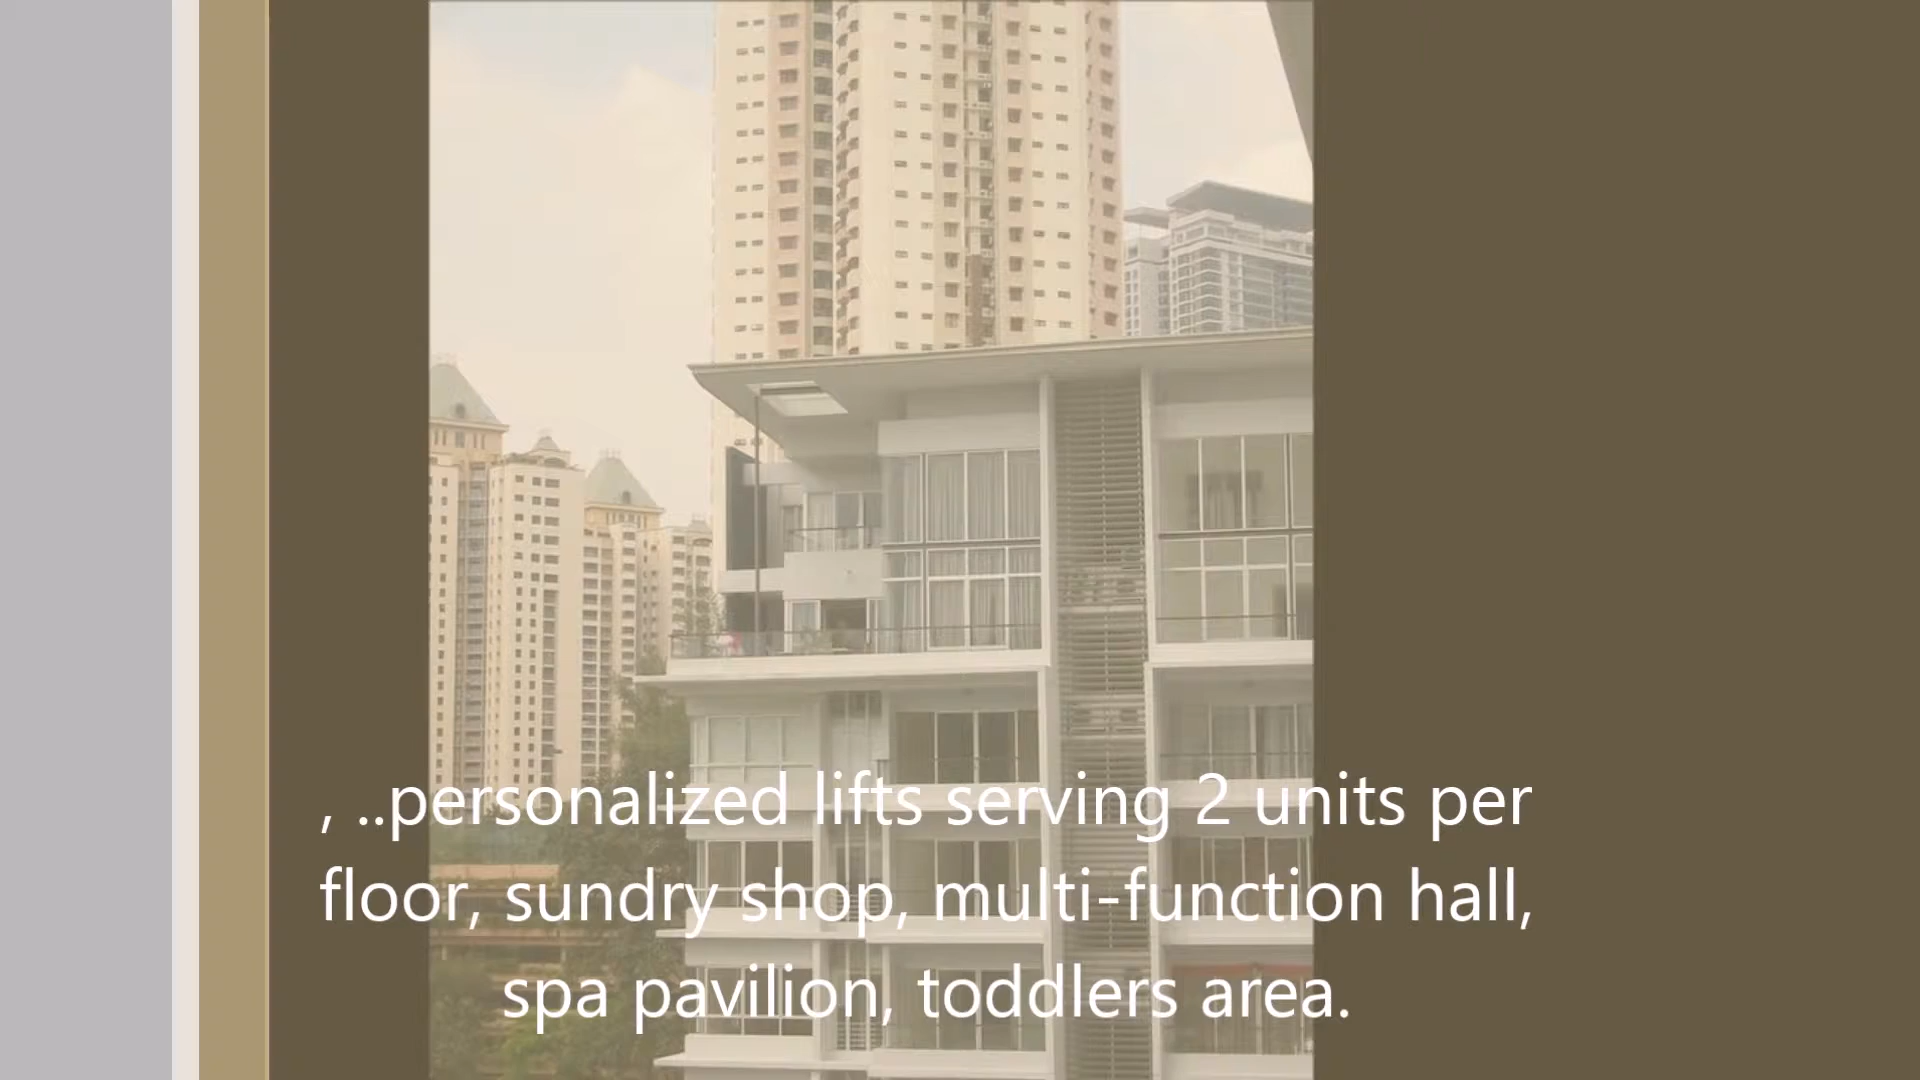 , ..personalized lifts serving 2 units per
floor, sundry shop, multi-function hall,
spa pavilion, toddlers area.